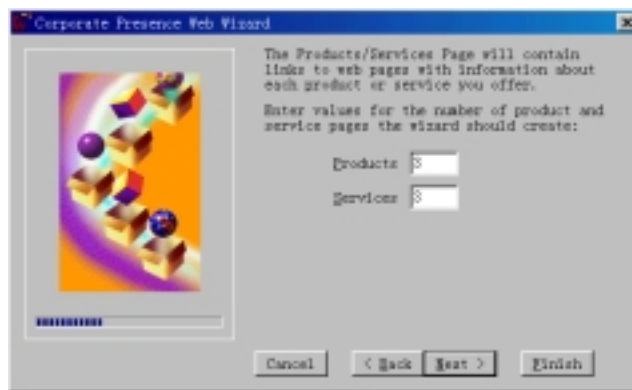 Corporate Presence Web Wizard
The Products/Services Page will contain
links to web pages with information about
each product or service you offer.
Enter values for the number of product and
service pages the wizard should create:
Products 3
Services 3
Cancel < Back Next > Finish